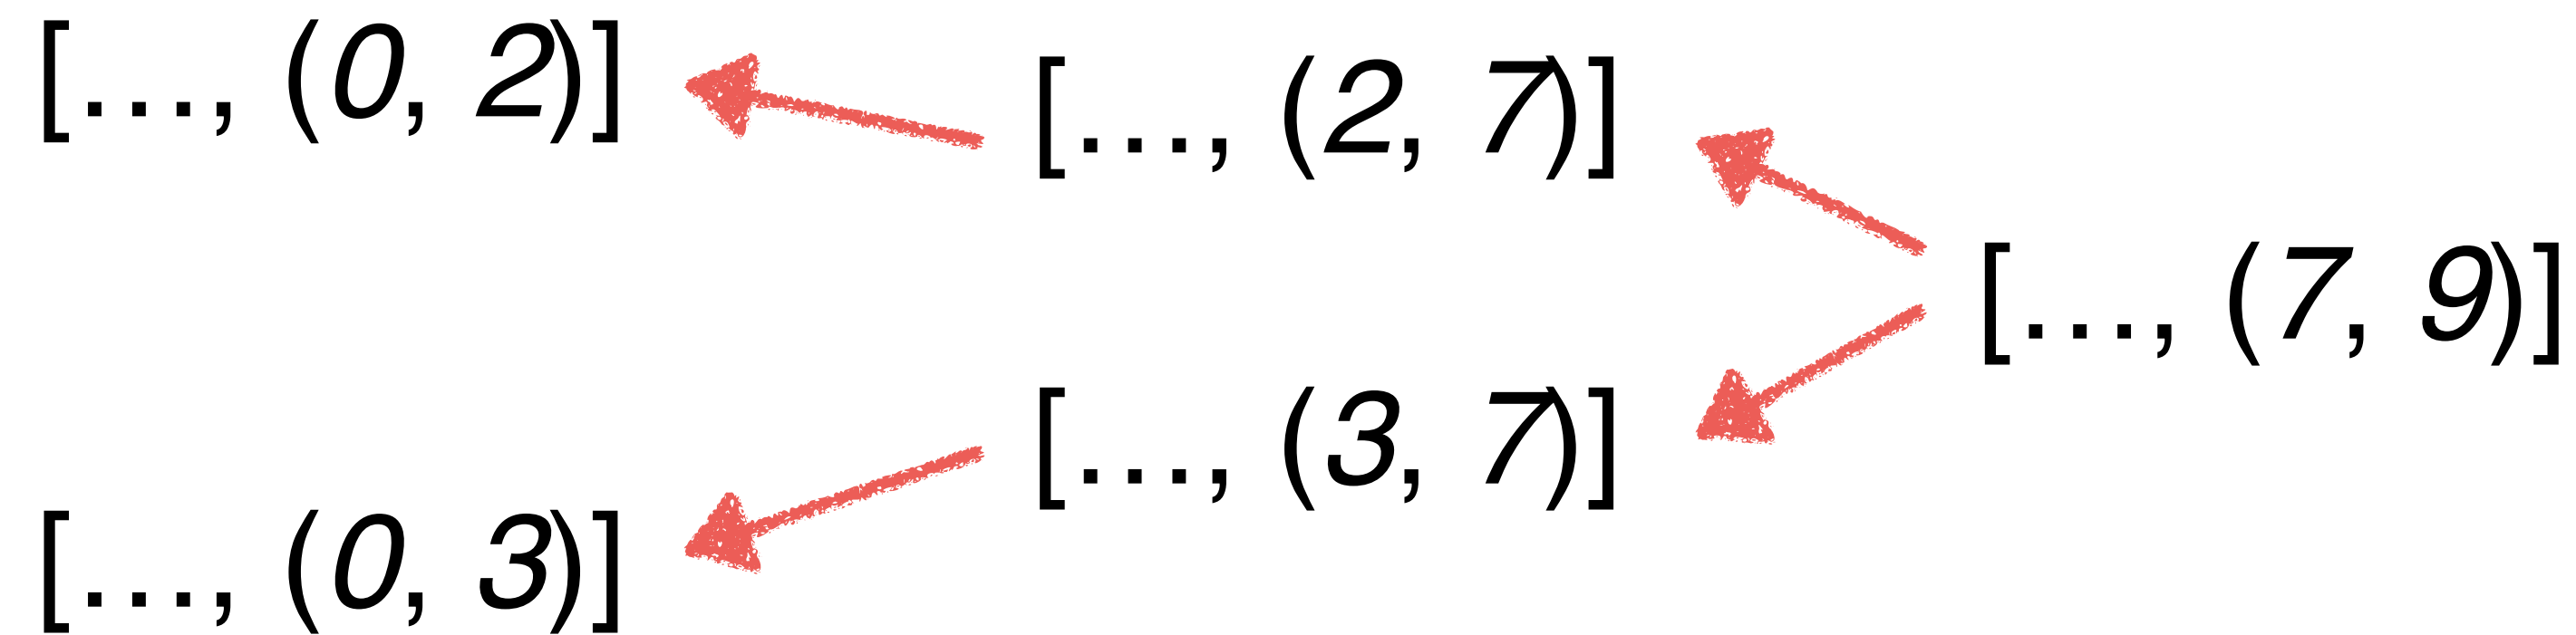 […, (0, 2)]
[…, (2, 7)]
[…, (7, 9)]
[…, (3, 7)]
[…, (0, 3)]